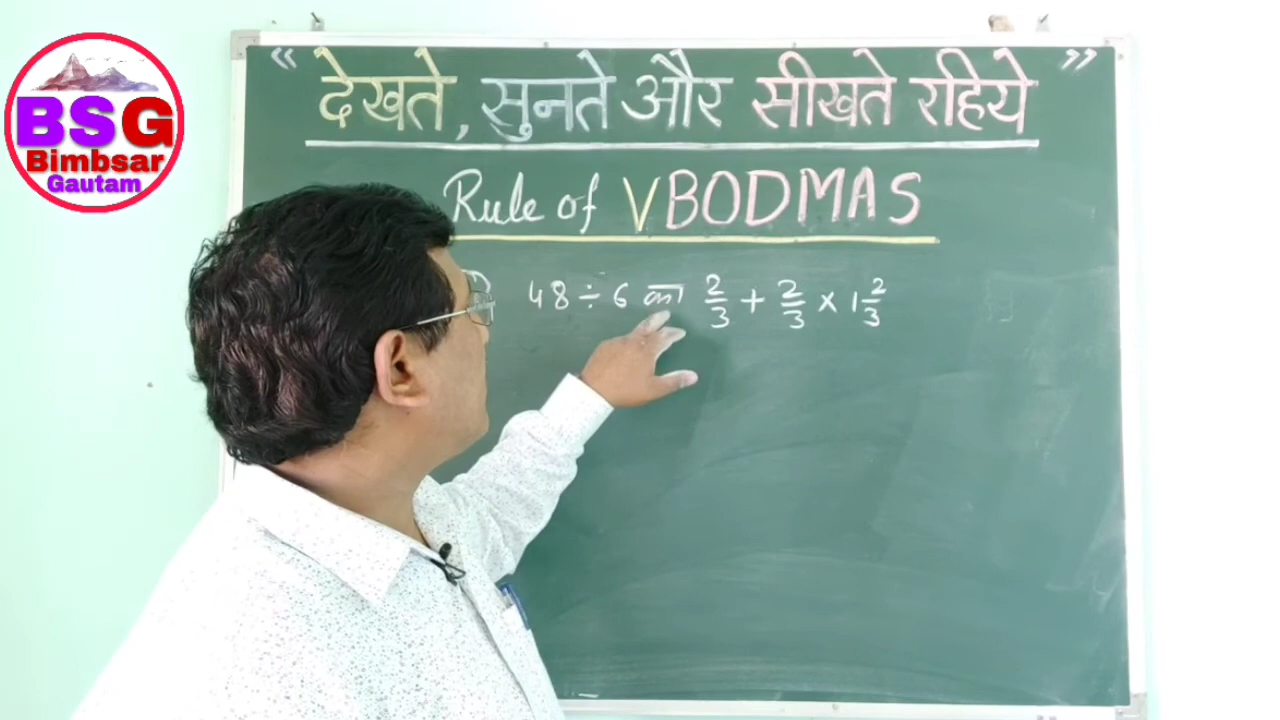 BSG
Bimbsar
Gautam
“ देखते, सुनते और सीखते रहिये ”
Rule of VBODMAS
48 ÷ 6 का 2/3 + 2/3 × 1 2/3